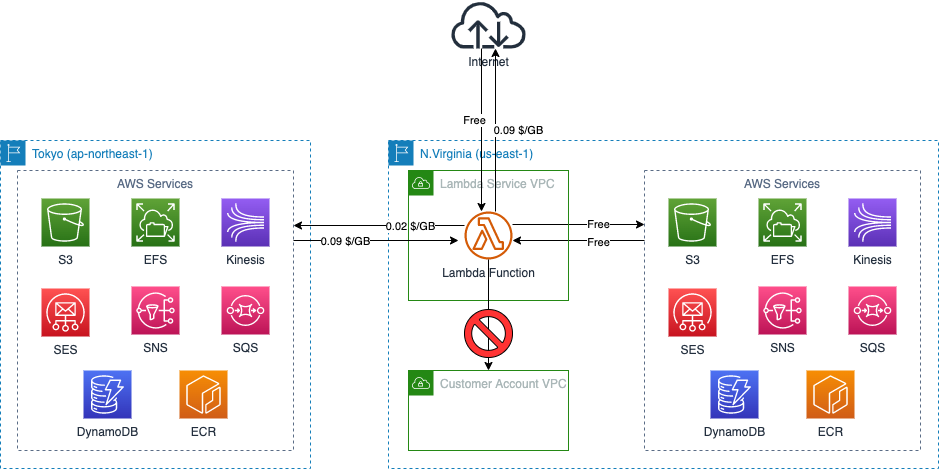 Internet
Free
0.09 $/GB
Tokyo (ap-northeast-1)
AWS Services
S3
EFS
Kinesis
SES
SNS
SQS
DynamoDB
ECR
0.02 $/GB
0.09 $/GB
N.Virginia (us-east-1)
Lambda Service VPC
Lambda Function
Customer Account VPC
Free
Free
AWS Services
S3
EFS
Kinesis
SES
SNS
SQS
DynamoDB
ECR